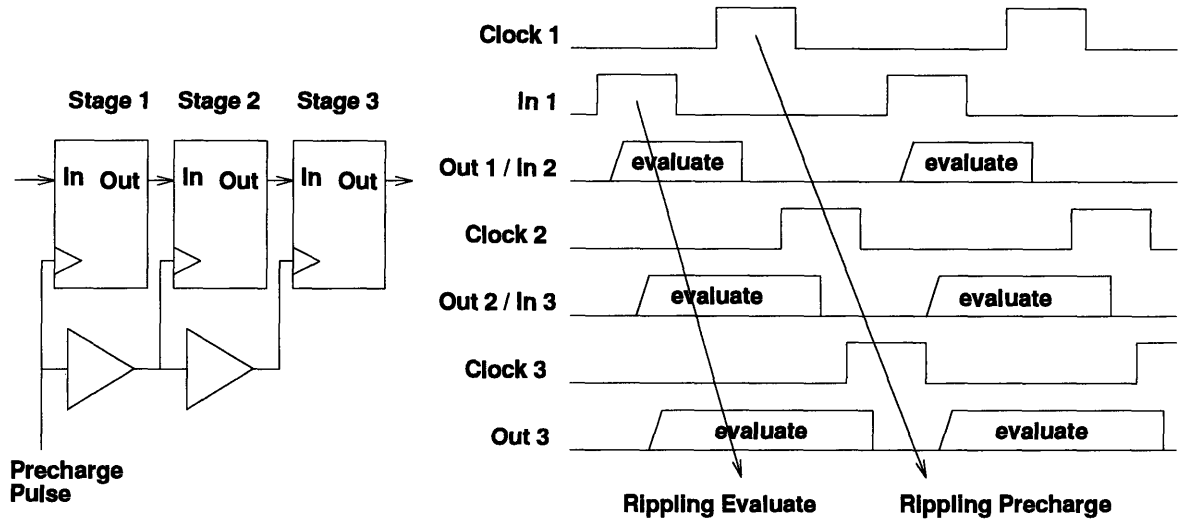 Stage 1 Stage 2 Stage 3
In Out In Out In Out
Precharge
Pulse
Clock 1
In 1
Out 1 / In 2
evaluate evaluate
Clock 2
Out 2 / In 3
evaluate evaluate
Clock 3
Out 3
evaluate evaluate
Rippling Evaluate Rippling Precharge